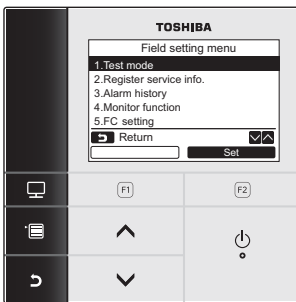 TOSHIBA
Field setting menu
1.Test mode
2.Register service info.
3.Alarm history
4.Monitor function
5.FC setting
Return
Set
F1
F2